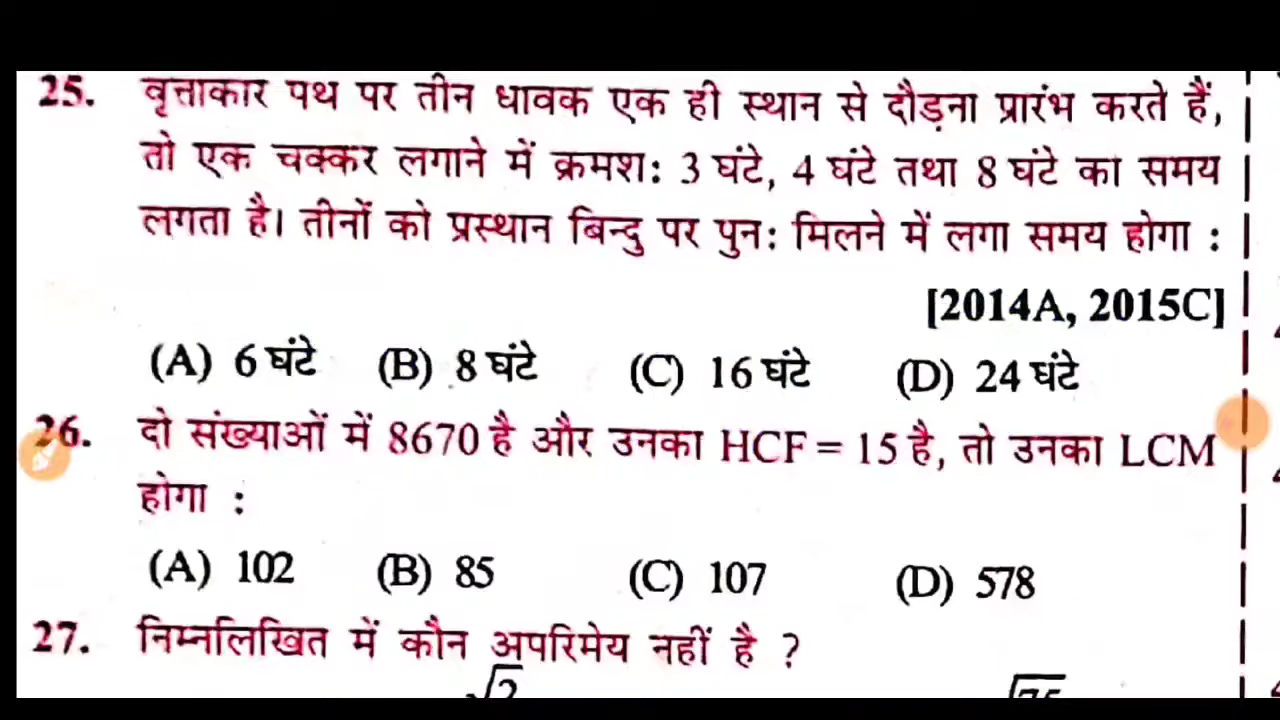 25. वृत्ताकार पथ पर तीन धावक एक ही स्थान से दौड़ना प्रारंभ करते हैं,
तो एक चक्कर लगाने में क्रमश: 3 घंटे, 4 घंटे तथा 8 घंटे का समय
लगता है। तीनों को प्रस्थान बिन्दु पर पुन: मिलने में लगा समय होगा :
[2014A, 2015C]
(A) 6 घंटे (B) 8 घंटे (C) 16 घंटे (D) 24 घंटे
26. दो संख्याओं में 8670 है और उनका HCF = 15 है, तो उनका LCM
होगा :
(A) 102 (B) 85 (C) 107 (D) 578
27. निम्नलिखित में कौन अपरिमेय नहीं है ?